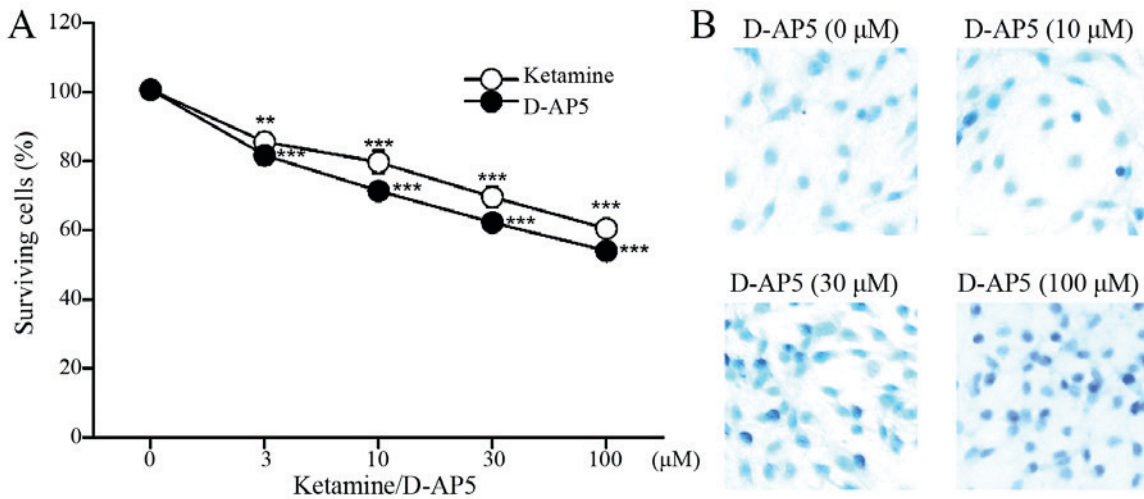 A
120
100
80
60
40
20
0
Surviving cells (%)
Ketamine
D-AP5
**
***
***
***
***
***
***
***
0 3 10 30 100 (μM)
Ketamine/D-AP5
B
D-AP5 (0 μM)
D-AP5 (10 μM)
D-AP5 (30 μM)
D-AP5 (100 μM)